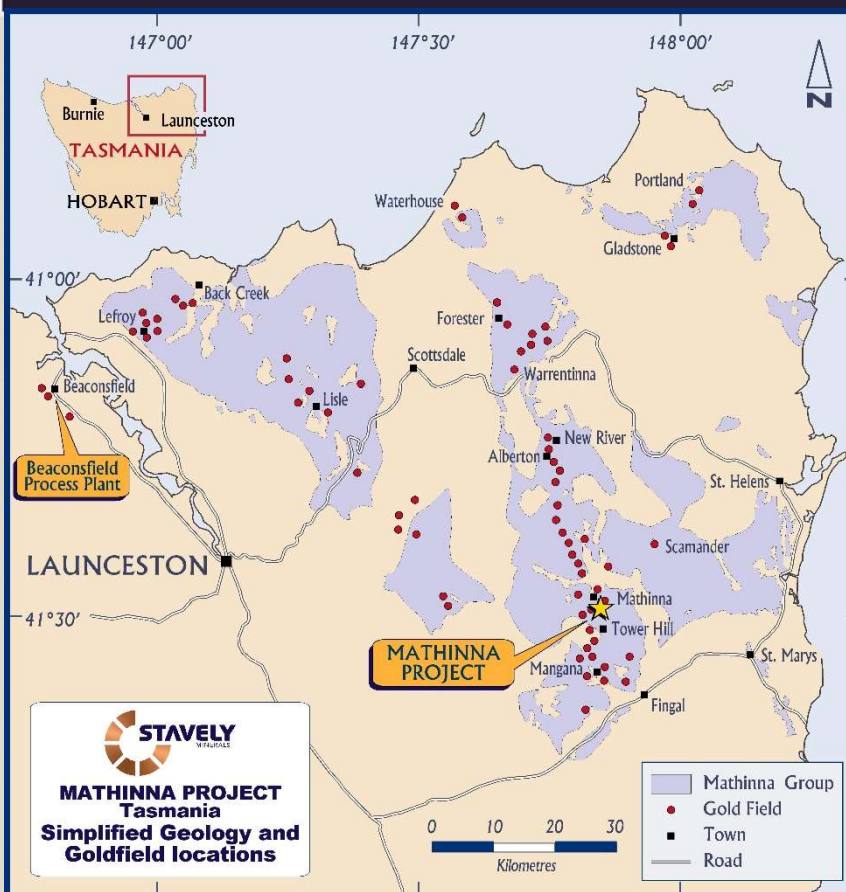 147°00'
147°30'
148°00'
N
Burnie
Launceston
TASMANIA
HOBART
Portland
Waterhouse
Gladstone
41°00'
Back Creek
Lefroy
Forester
Scottsdale
Warrentinna
Beaconsfield
Lisle
Beaconsfield
Process Plant
New River
Alberton
St. Helens
Scamander
LAUNCESTON
Mathinna
41°30'
Tower Hill
MATHINNA
PROJECT
Mangana
St. Marys
Fingal
STAVELY
MINERALS
MATHINNA PROJECT
Tasmania
Simplified Geology and
Goldfield locations
0 10 20 30
Kilometres
Mathinna Group
Gold Field
Town
Road